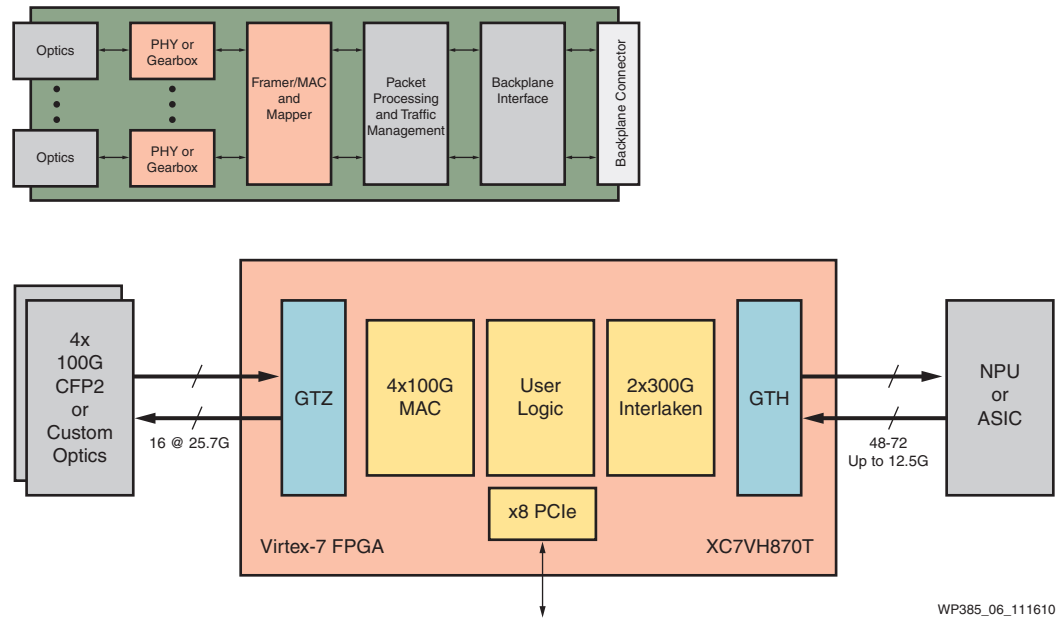 Optics
PHY or
Gearbox
Framer/MAC
and
Mapper
Packet
Processing
and Traffic
Management
Backplane
Interface
Backplane Connector
Optics
PHY or
Gearbox
4x
100G
CFP2
or
Custom
Optics
16 @ 25.7G
GTZ
4x100G
MAC
User
Logic
2x300G
Interlaken
GTH
48-72
Up to 12.5G
NPU
or
ASIC
x8 PCIe
Virtex-7 FPGA
XC7VH870T
WP385_06_111610